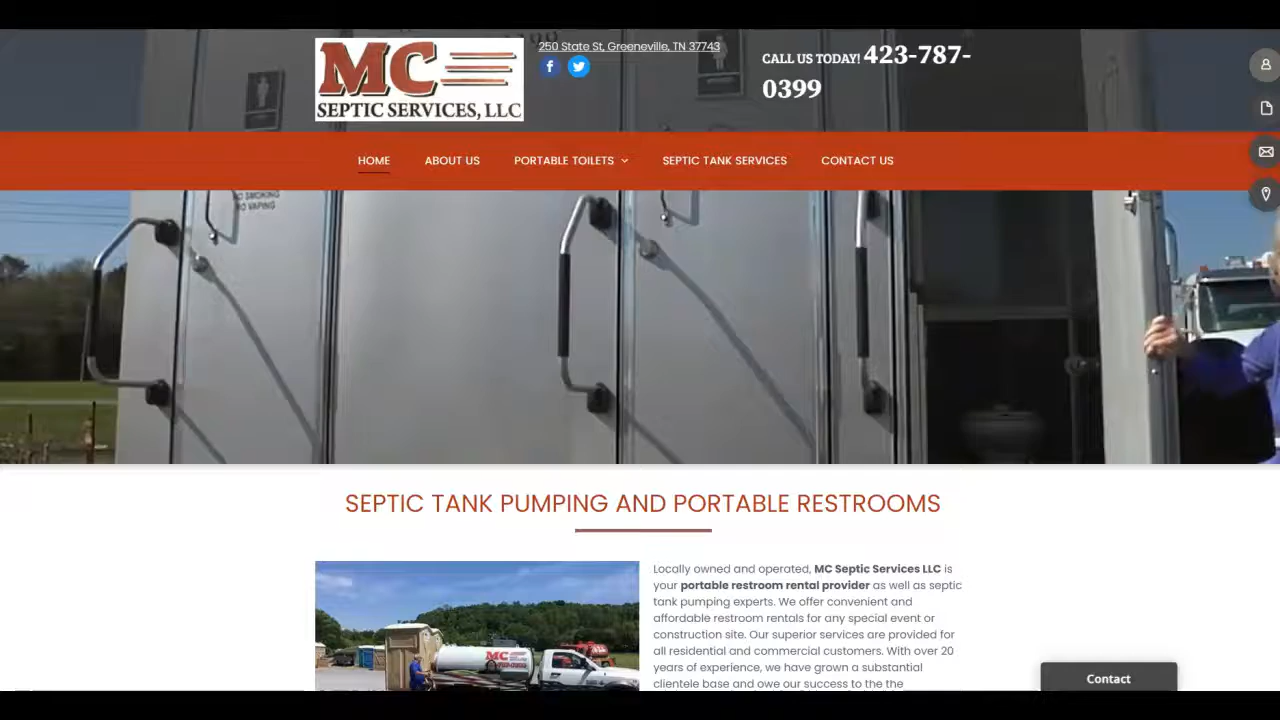 MC
SEPTIC SERVICES, LLC
250 State St, Greeneville, TN 37743
CALL US TODAY! 423-787-
0399
HOME
ABOUT US
PORTABLE TOILETS
SEPTIC TANK SERVICES
CONTACT US
NO SMOKING
NO VAPING
SEPTIC TANK PUMPING AND PORTABLE RESTROOMS
Locally owned and operated, MC Septic Services LLC is
your portable restroom rental provider as well as septic
tank pumping experts. We offer convenient and
affordable restroom rentals for any special event or
construction site. Our superior services are provided for
all residential and commercial customers. With over 20
years of experience, we have grown a substantial
clientele base and owe our success to the the
MC
Contact